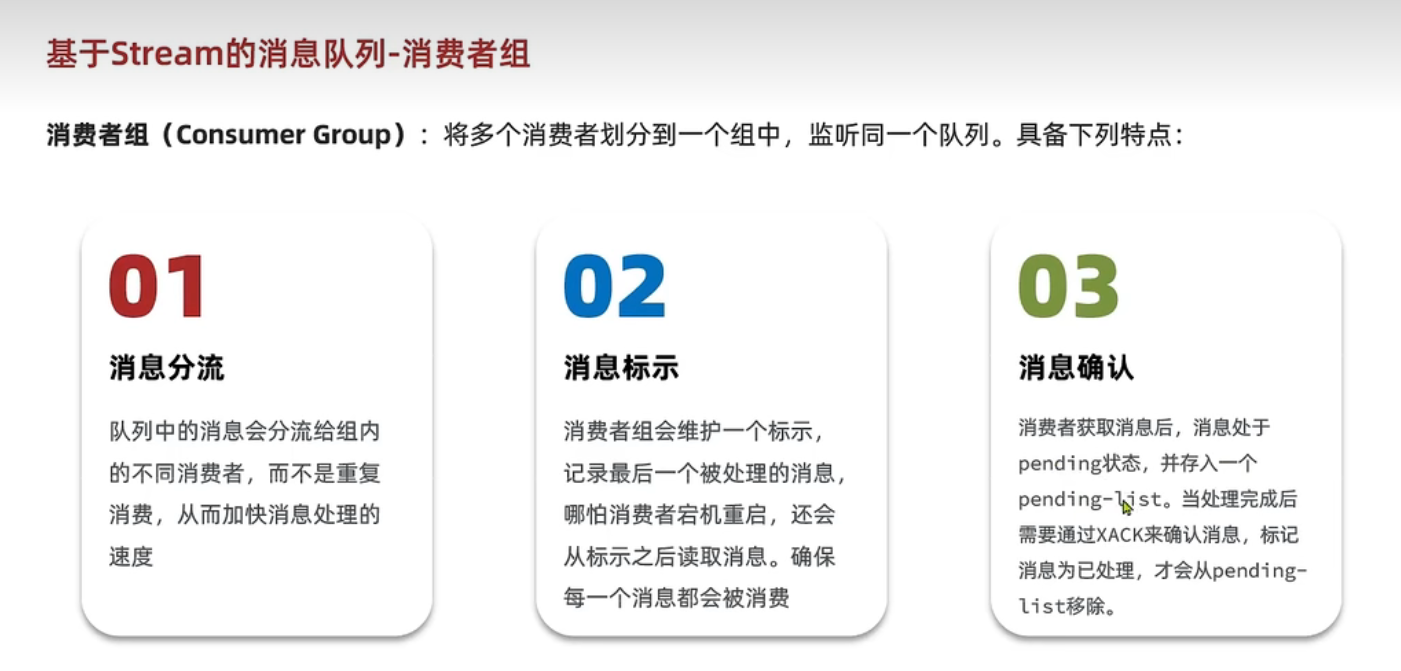 基于Stream的消息队列-消费者组
消费者组（Consumer Group）：将多个消费者划分到一个组中，监听同一个队列。具备下列特点：
01
消息分流
队列中的消息会分流给组内
的不同消费者，而不是重复
消费，从而加快消息处理的
速度
02
消息标示
消费者组会维护一个标示，
记录最后一个被处理的消息，
哪怕消费者宕机重启，还会
从标示之后读取消息。确保
每一个消息都会被消费
03
消息确认
消费者获取消息后，消息处于
pending状态，并存入一个
pending-list。当处理完成后
需要通过XACK来确认消息，标记
消息为已处理，才会从pending-
list移除。